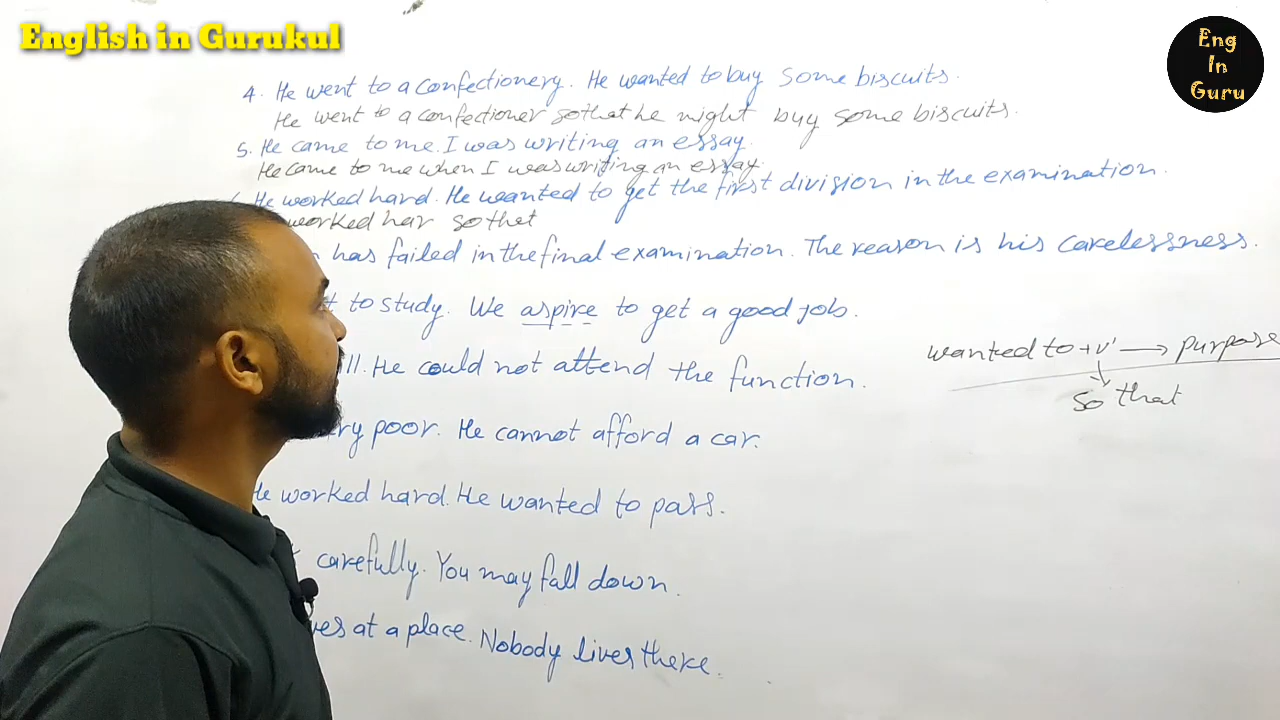 English in Gurukul
Eng
In
Guru
4. He went to a confectionery. He wanted to buy some biscuits.
He went to a confectioner so that he might buy some biscuits.
5. He came to me. I was writing an essay.
He came to me when I was writing an essay.
He worked hard. He wanted to get the first division in the examination.
worked har so that
has failed in the final examination. The reason is his carelessness.
to study. We aspire to get a good job.
ill. He could not attend the function.
wanted to + v' → purpose
so that
poor. He cannot afford a car.
He worked hard. He wanted to pass.
carefully. You may fall down.
at a place. Nobody lives there.